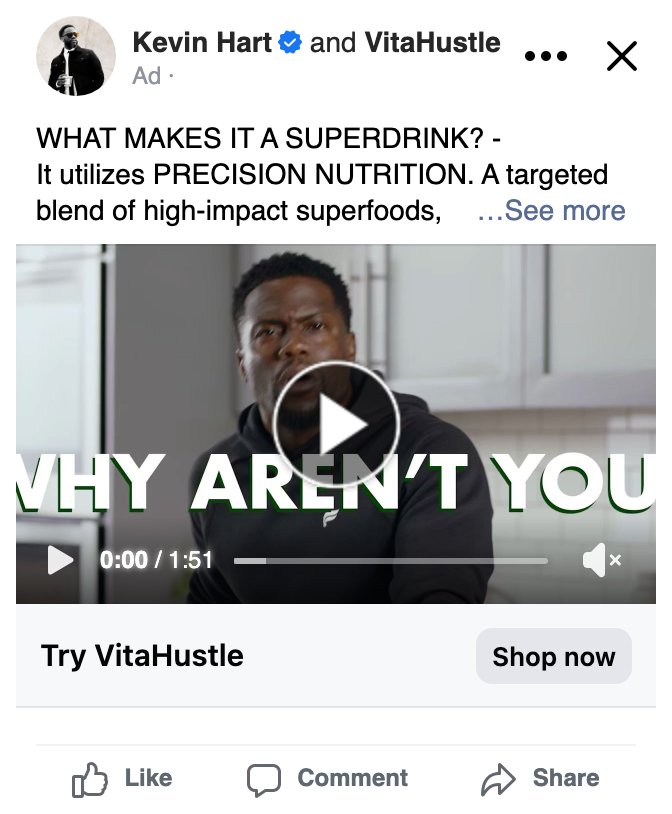 Kevin Hart and VitaHustle
Ad ·
WHAT MAKES IT A SUPERDRINK? -
It utilizes PRECISION NUTRITION. A targeted
blend of high-impact superfoods, ...See more
WHY AREN'T YOU
0:00 / 1:51
Try VitaHustle
Shop now
Like
Comment
Share